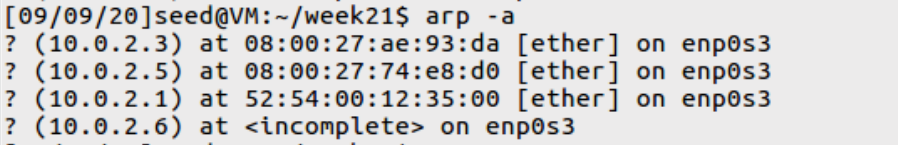 [09/09/20]seed@VM:~/week21$ arp -a
? (10.0.2.3) at 08:00:27:ae:93:da [ether] on enp0s3
? (10.0.2.5) at 08:00:27:74:e8:d0 [ether] on enp0s3
? (10.0.2.1) at 52:54:00:12:35:00 [ether] on enp0s3
? (10.0.2.6) at <incomplete> on enp0s3